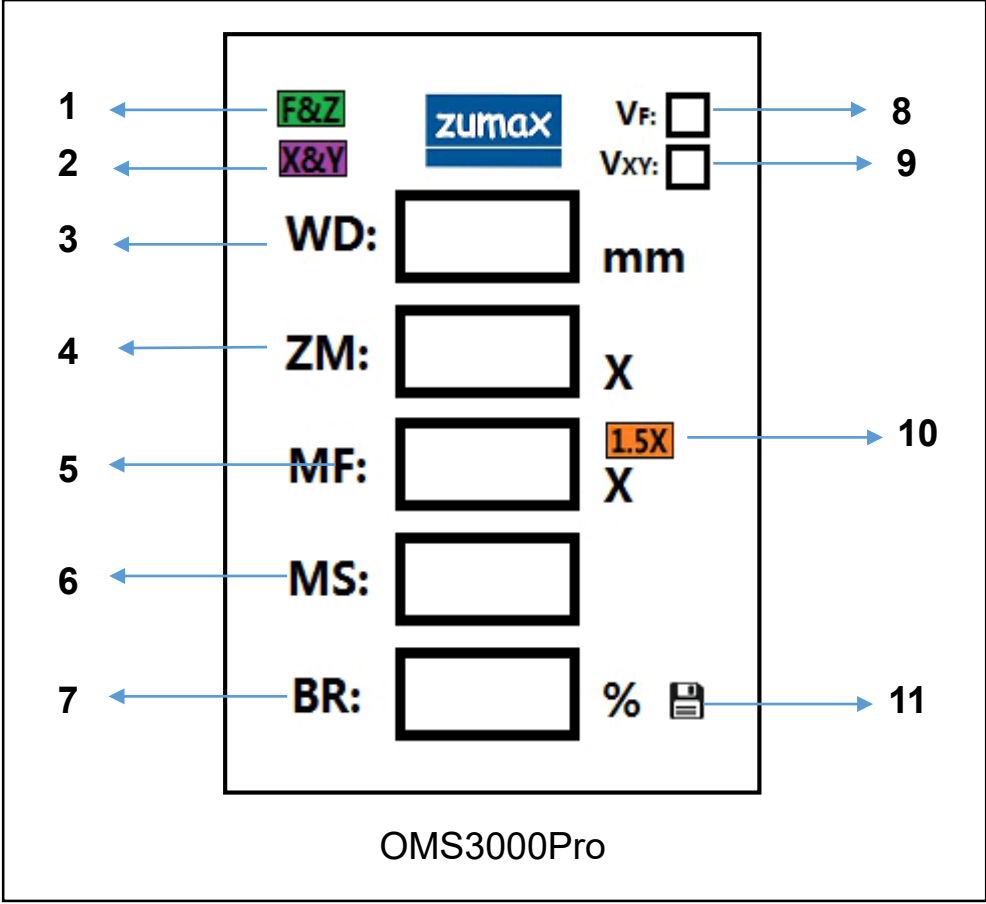 1 F&Z zumax VF: 8
2 X&Y VXY: 9
3 WD: mm
4 ZM: X
1.5X 10
5 MF: X
6 MS:
7 BR: % 11
OMS3000Pro